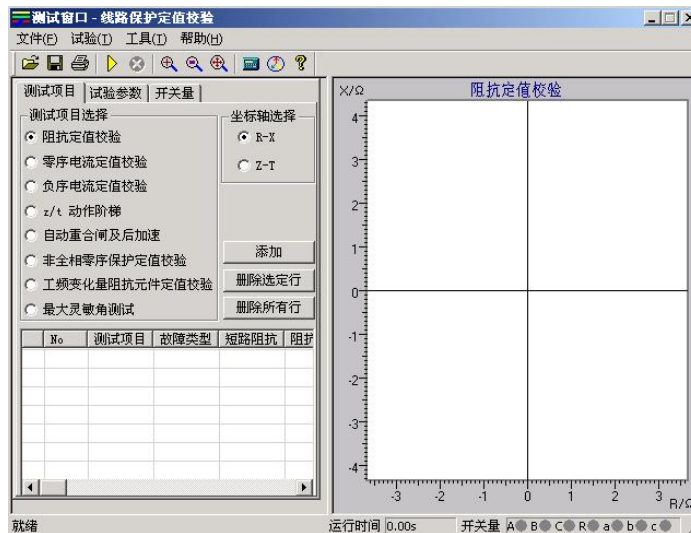 测试窗口 - 线路保护定值校验
文件(F) 试验(T) 工具(T) 帮助(H)
测试项目 试验参数 开关量
测试项目选择
坐标轴选择
阻抗定值校验
R-X
零序电流定值校验
Z-T
负序电流定值校验
z/t 动作阶梯
自动重合闸及后加速
非全相零序保护定值校验
添加
工频变化量阻抗元件定值校验
删除选定行
最大灵敏角测试
删除所有行
No 测试项目 故障类型 短路阻抗 阻抗
X/Ω
阻抗定值校验
4
3
2
1
0
-1
-2
-3
-4
-3 -2 -1 0 1 2 3
R/Ω
就绪
运行时间 0.00s 开关量 A B C R a b c